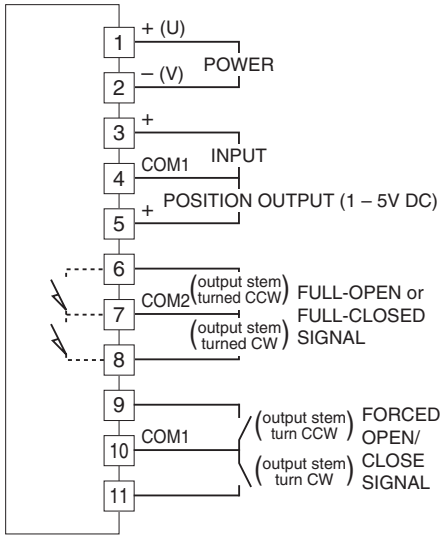 1 + (U)
POWER
2 – (V)
3 +
INPUT
4 COM1
POSITION OUTPUT (1 – 5V DC)
5 +
6
(output stem turned CCW)
7 COM2
FULL-OPEN or
FULL-CLOSED
SIGNAL
(output stem turned CW)
8
9
(output stem turn CCW)
10 COM1
FORCED
OPEN/
CLOSE
SIGNAL
(output stem turn CW)
11